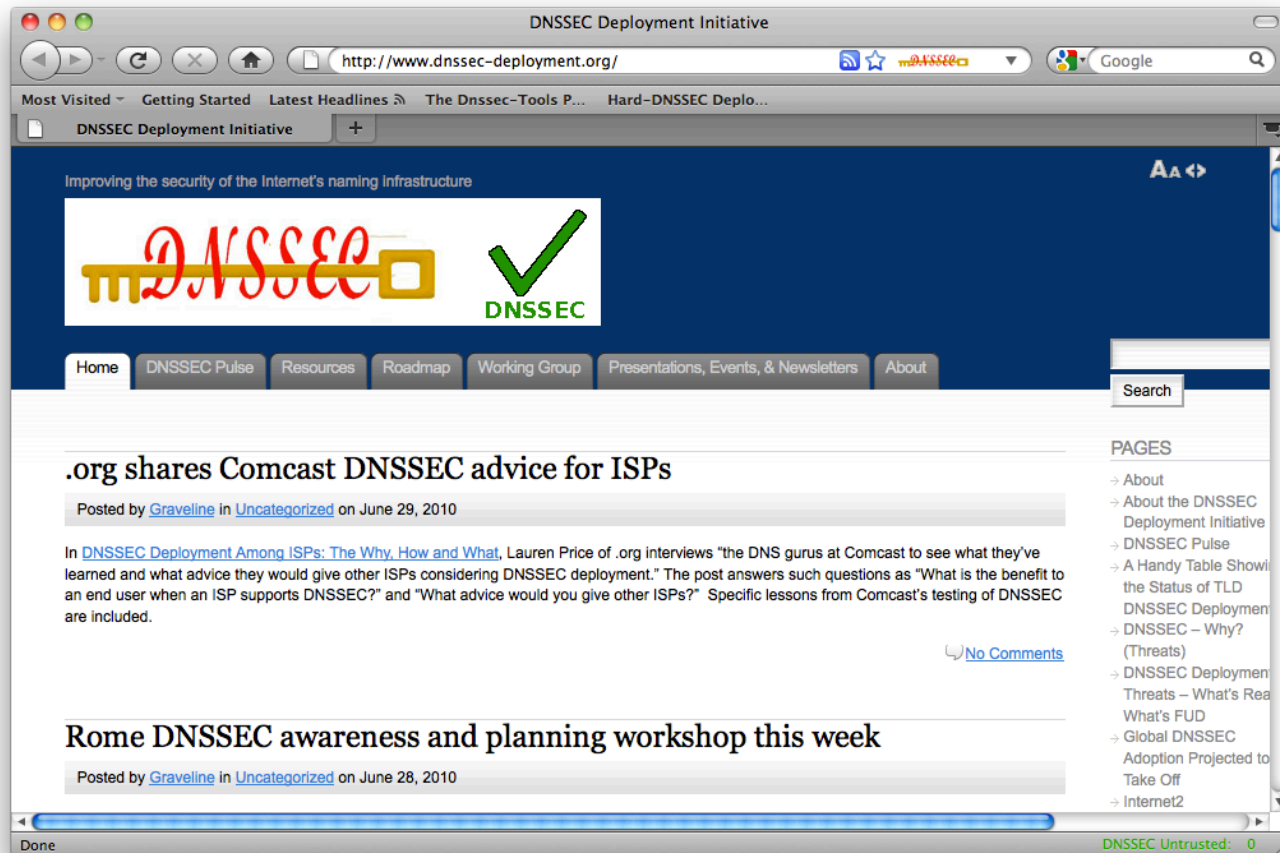 DNSSEC Deployment Initiative
http://www.dnssec-deployment.org/
DNSSEC
Google
Most Visited
Getting Started
Latest Headlines
The Dnssec-Tools P...
Hard-DNSSEC Deplo...
DNSSEC Deployment Initiative
+
AA<>
Improving the security of the Internet's naming infrastructure
DNSSEC
DNSSEC
Home
DNSSEC Pulse
Resources
Roadmap
Working Group
Presentations, Events, & Newsletters
About
Search
.org shares Comcast DNSSEC advice for ISPs
Posted by Graveline in Uncategorized on June 29, 2010
In DNSSEC Deployment Among ISPs: The Why, How and What, Lauren Price of .org interviews “the DNS gurus at Comcast to see what they’ve
learned and what advice they would give other ISPs considering DNSSEC deployment.” The post answers such questions as “What is the benefit to
an end user when an ISP supports DNSSEC?” and “What advice would you give other ISPs?”  Specific lessons from Comcast’s testing of DNSSEC
are included.
No Comments
Rome DNSSEC awareness and planning workshop this week
Posted by Graveline in Uncategorized on June 28, 2010
PAGES
About
About the DNSSEC
Deployment Initiative
DNSSEC Pulse
A Handy Table Showi
the Status of TLD
DNSSEC Deploymen
DNSSEC – Why?
(Threats)
DNSSEC Deploymen
Threats – What's Rea
What's FUD
Global DNSSEC
Adoption Projected to
Take Off
Internet2
Done
DNSSEC Untrusted: 0